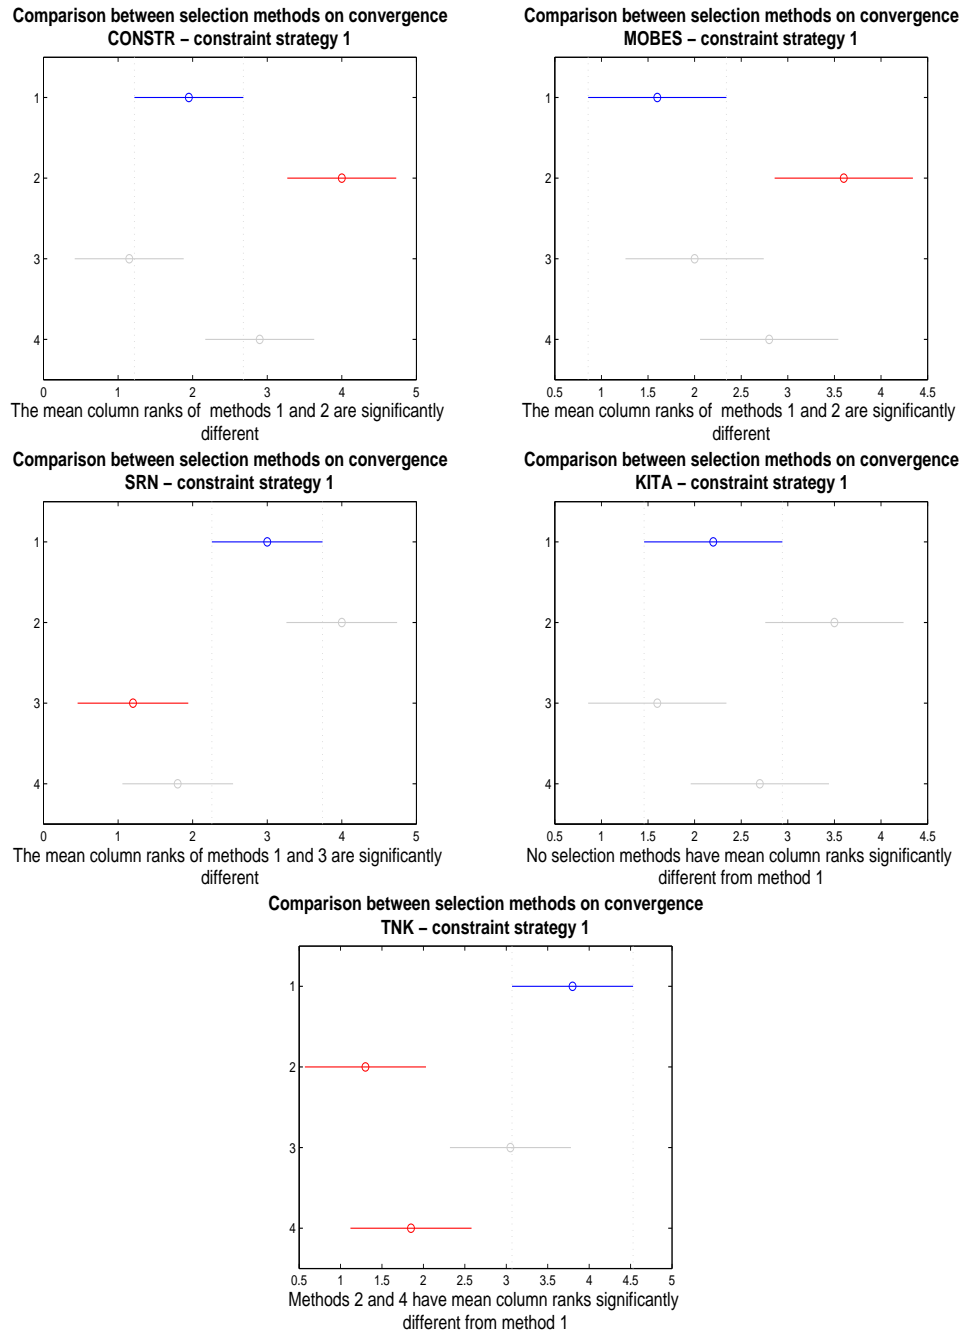 Comparison between selection methods on convergence
CONSTR – constraint strategy 1
1
2
3
4
0 1 2 3 4 5
The mean column ranks of methods 1 and 2 are significantly
different
Comparison between selection methods on convergence
MOBES – constraint strategy 1
1
2
3
4
0.5 1 1.5 2 2.5 3 3.5 4 4.5
The mean column ranks of methods 1 and 2 are significantly
different
Comparison between selection methods on convergence
SRN – constraint strategy 1
1
2
3
4
0 1 2 3 4 5
The mean column ranks of methods 1 and 3 are significantly
different
Comparison between selection methods on convergence
KITA – constraint strategy 1
1
2
3
4
0.5 1 1.5 2 2.5 3 3.5 4 4.5
No selection methods have mean column ranks significantly
different from method 1
Comparison between selection methods on convergence
TNK – constraint strategy 1
1
2
3
4
0.5 1 1.5 2 2.5 3 3.5 4 4.5 5
Methods 2 and 4 have mean column ranks significantly
different from method 1